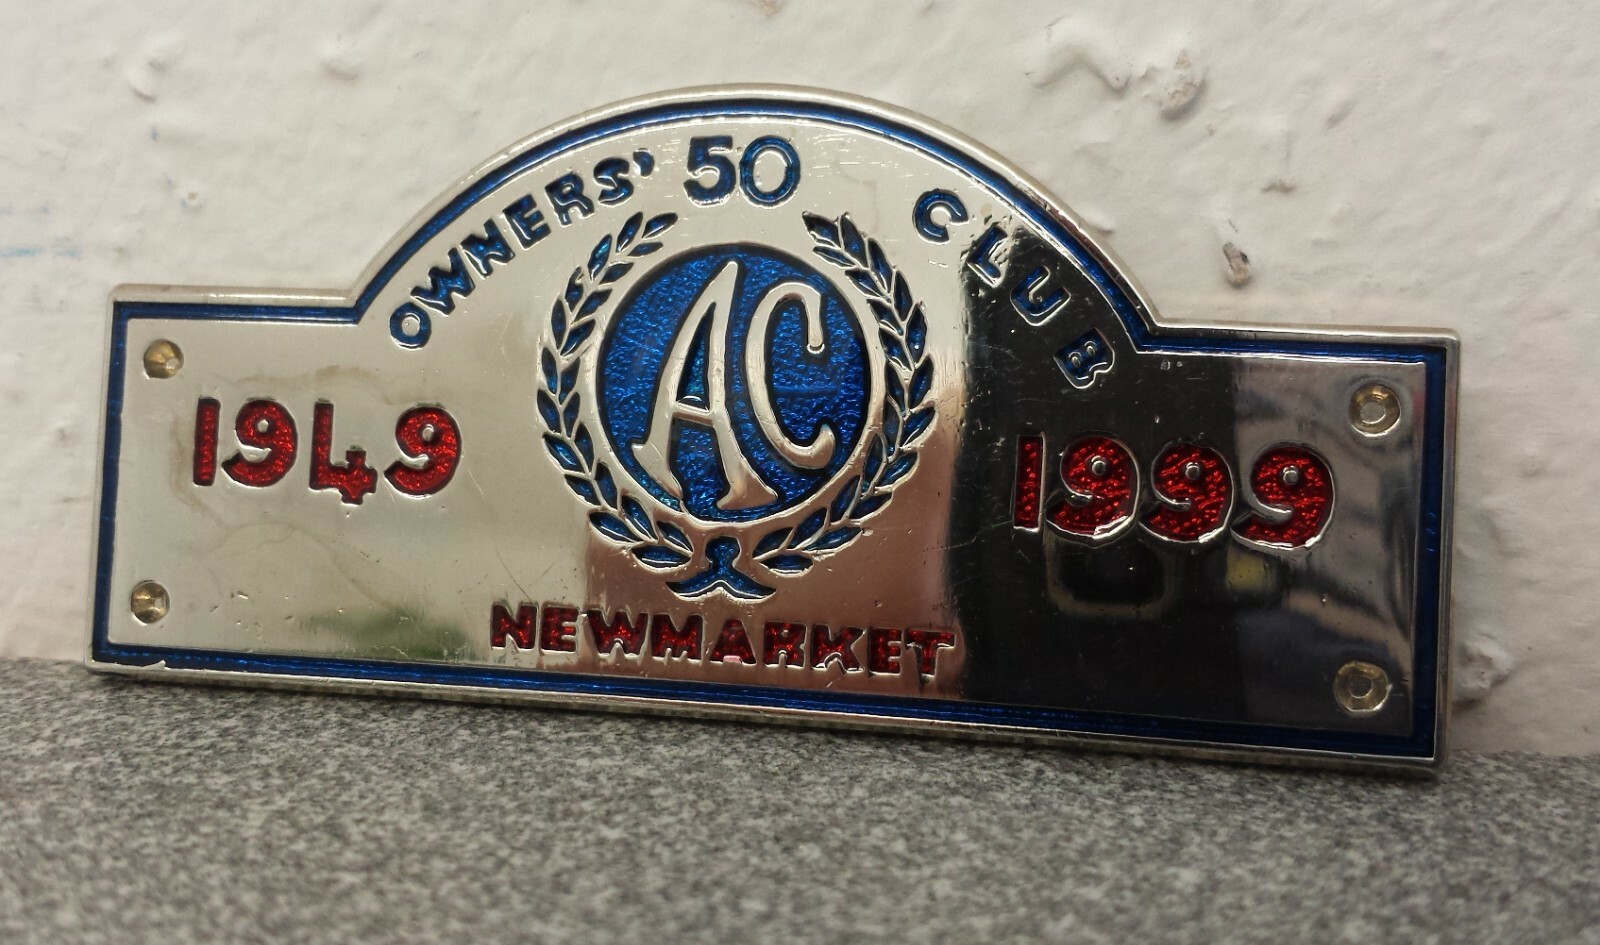 OWNERS' 50 CLUB
AC
1949 1999
NEWMARKET